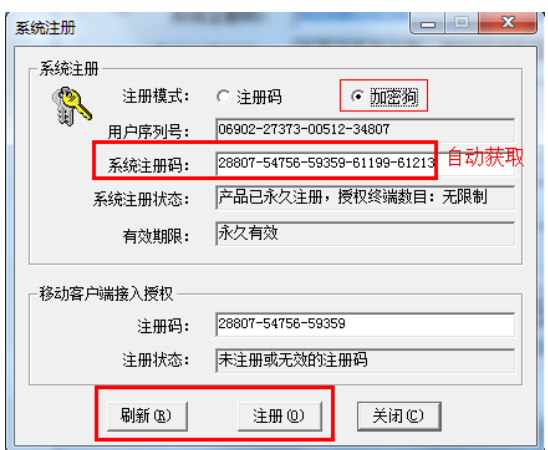 系统注册
系统注册
注册模式： 注册码 加密狗
用户序列号： 06902-27373-00512-34807
系统注册码： 28807-54756-59359-61199-61213 自动获取
系统注册状态： 产品已永久注册，授权终端数目：无限制
有效期限： 永久有效
移动客户端接入授权
注册码： 28807-54756-59359
注册状态： 未注册或无效的注册码
刷新(R) 注册(O) 关闭(C)